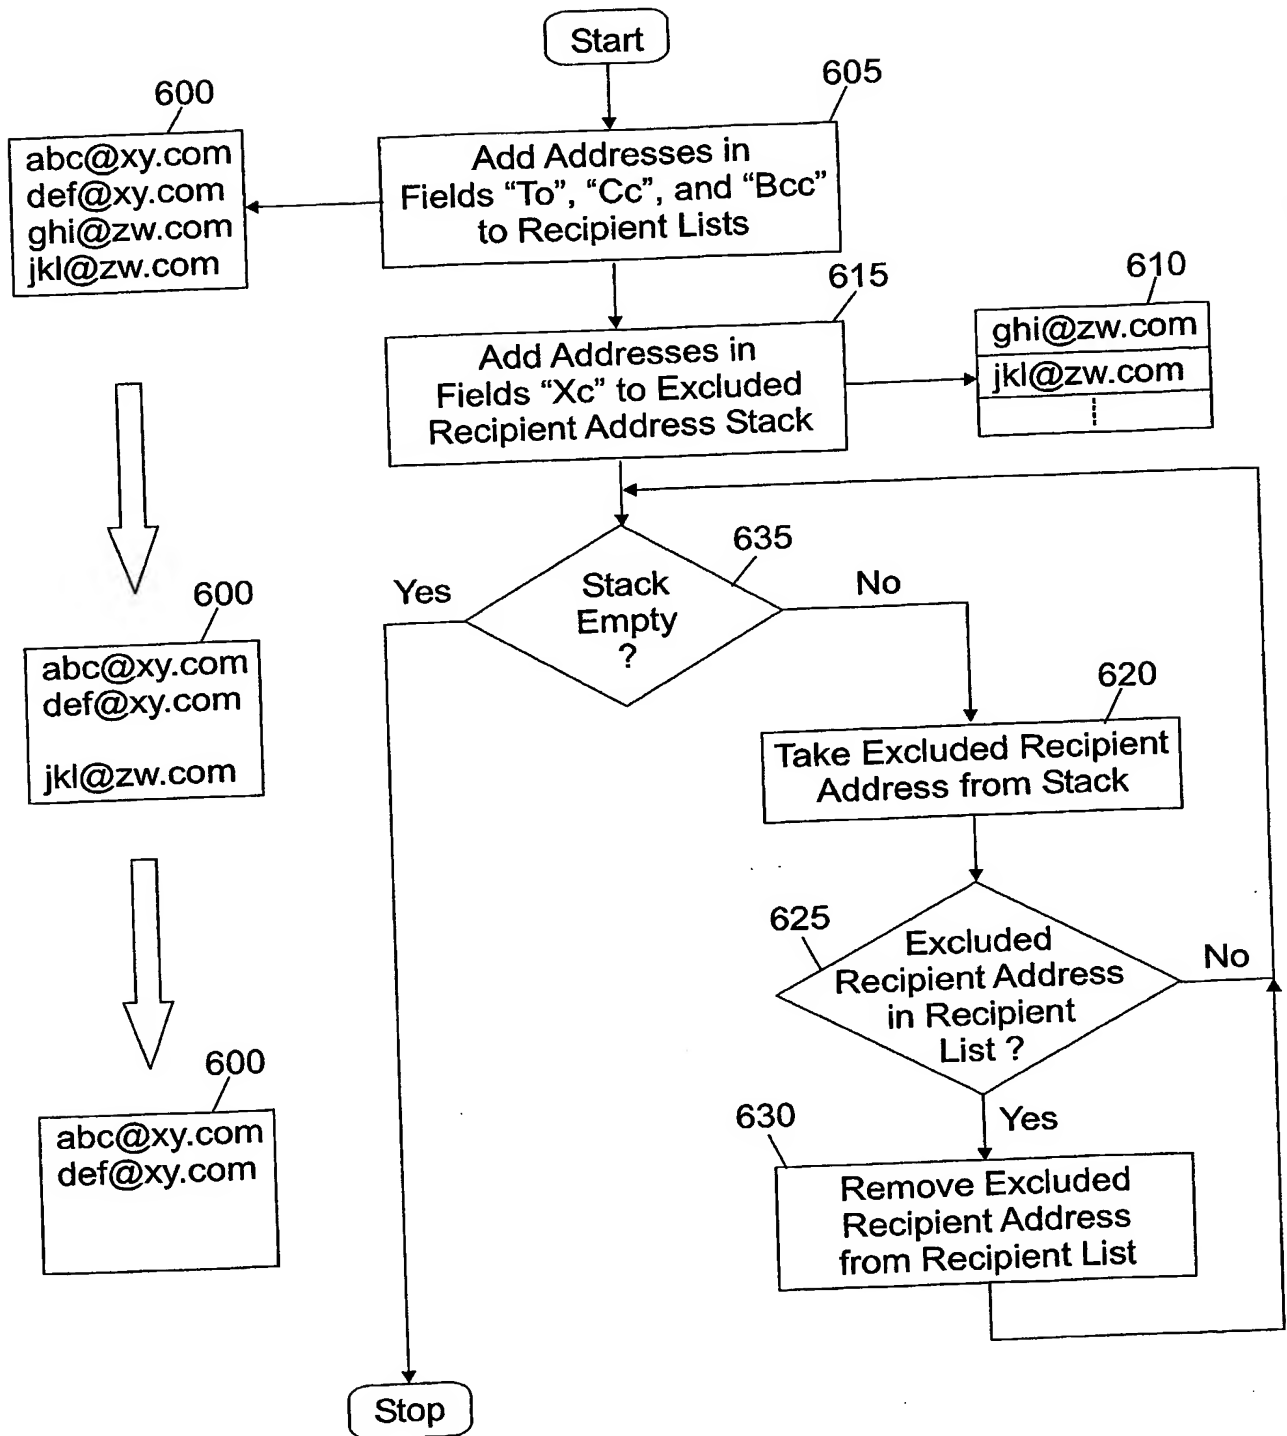 Start
605
600
Add Addresses in
Fields “To”, “Cc”, and “Bcc”
to Recipient Lists
abc@xy.com
def@xy.com
ghi@zw.com
jkl@zw.com
615
610
Add Addresses in
Fields “Xc” to Excluded
Recipient Address Stack
ghi@zw.com
jkl@zw.com
635
Stack
Empty
?
Yes
No
600
abc@xy.com
def@xy.com
jkl@zw.com
620
Take Excluded Recipient
Address from Stack
625
Excluded
Recipient Address
in Recipient
List ?
No
Yes
600
abc@xy.com
def@xy.com
630
Remove Excluded
Recipient Address
from Recipient List
Stop